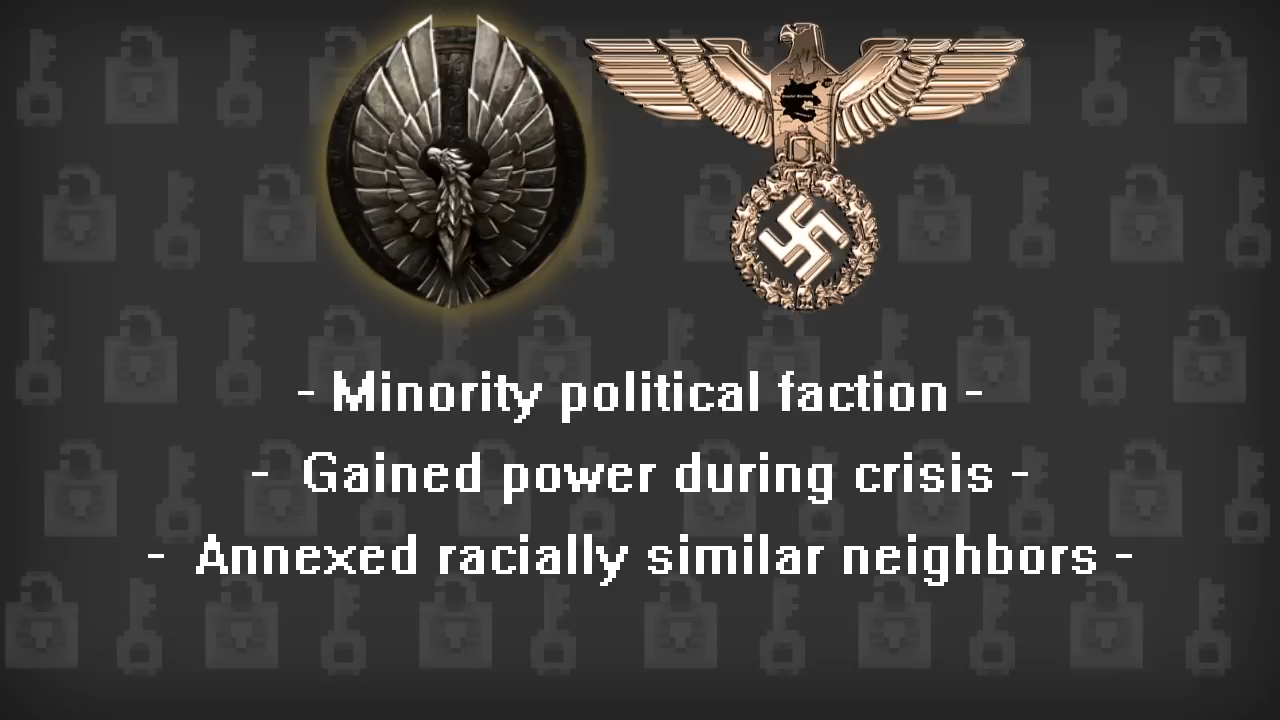 - Minority political faction -
- Gained power during crisis -
- Annexed racially similar neighbors -